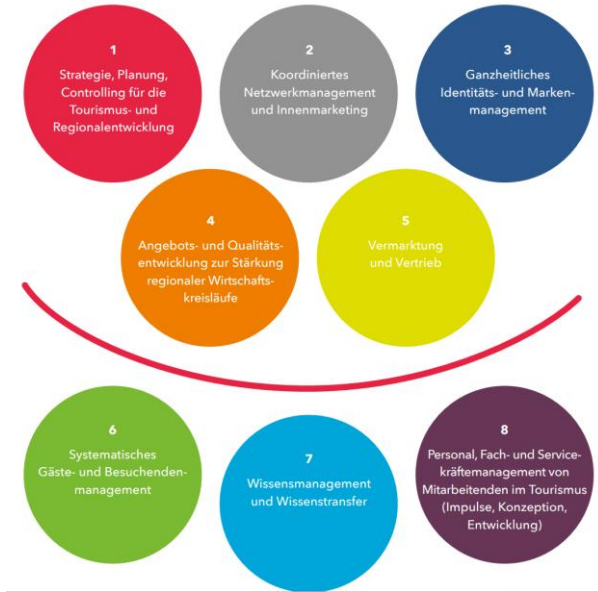 1
Strategie, Planung,
Controlling für die
Tourismus- und
Regionalentwicklung
2
Koordiniertes
Netzwerkmanagement
und Innenmarketing
3
Ganzheitliches
Identitäts- und Marken-
management
4
Angebots- und Qualitäts-
entwicklung zur Stärkung
regionaler Wirtschafts-
kreisläufe
5
Vermarktung
und Vertrieb
6
Systematisches
Gäste- und Besuchenden-
management
7
Wissensmanagement
und Wissenstransfer
8
Personal, Fach- und Service-
kräftemanagement von
Mitarbeitenden im Tourismus
(Impulse, Konzeption,
Entwicklung)